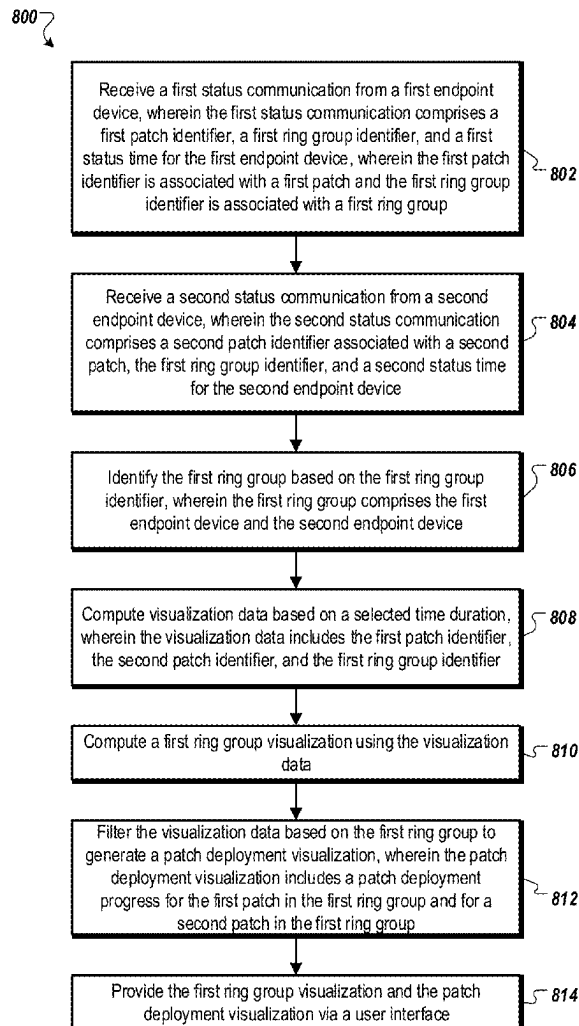 800
Receive a first status communication from a first endpoint
device, wherein the first status communication comprises a
first patch identifier, a first ring group identifier, and a first
status time for the first endpoint device, wherein the first patch
identifier is associated with a first patch and the first ring group
identifier is associated with a first ring group
802
Receive a second status communication from a second
endpoint device, wherein the second status communication
comprises a second patch identifier associated with a second
patch, the first ring group identifier, and a second status time
for the second endpoint device
804
Identify the first ring group based on the first ring group
identifier, wherein the first ring group comprises the first
endpoint device and the second endpoint device
806
Compute visualization data based on a selected time duration,
wherein the visualization data includes the first patch identifier,
the second patch identifier, and the first ring group identifier
808
Compute a first ring group visualization using the visualization
data
810
Filter the visualization data based on the first ring group to
generate a patch deployment visualization, wherein the patch
deployment visualization includes a patch deployment
progress for the first patch in the first ring group and for a
second patch in the first ring group
812
Provide the first ring group visualization and the patch
deployment visualization via a user interface
814